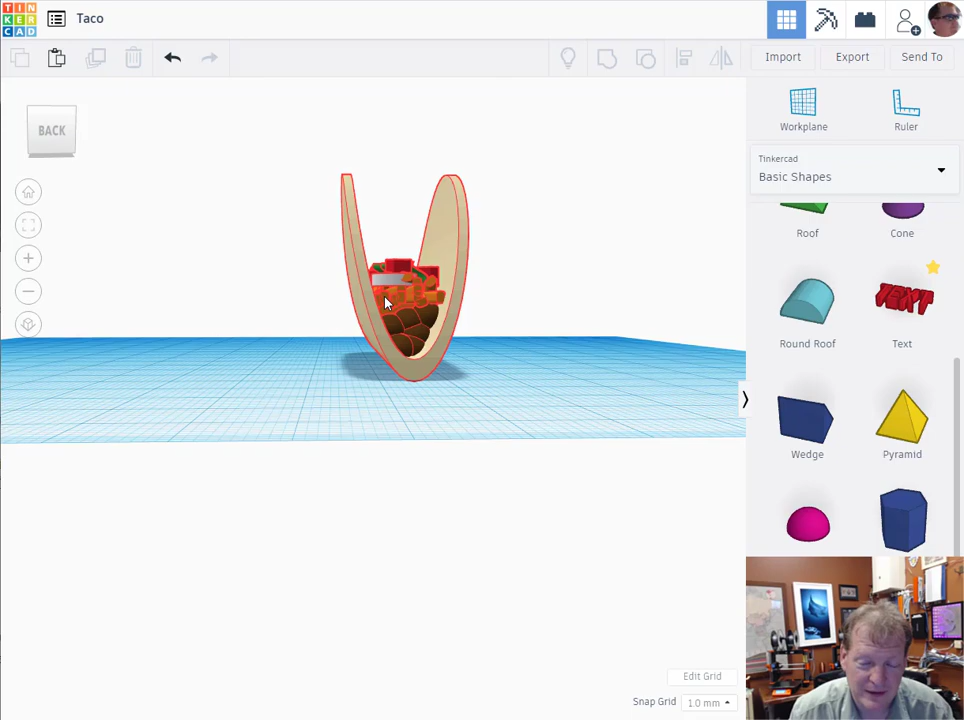 TIN
KER
CAD
Taco
Import
Export
Send To
BACK
Workplane
Ruler
Tinkercad
Basic Shapes
Roof
Cone
TEXT
Round Roof
Text
Wedge
Pyramid
Edit Grid
Snap Grid 1.0 mm